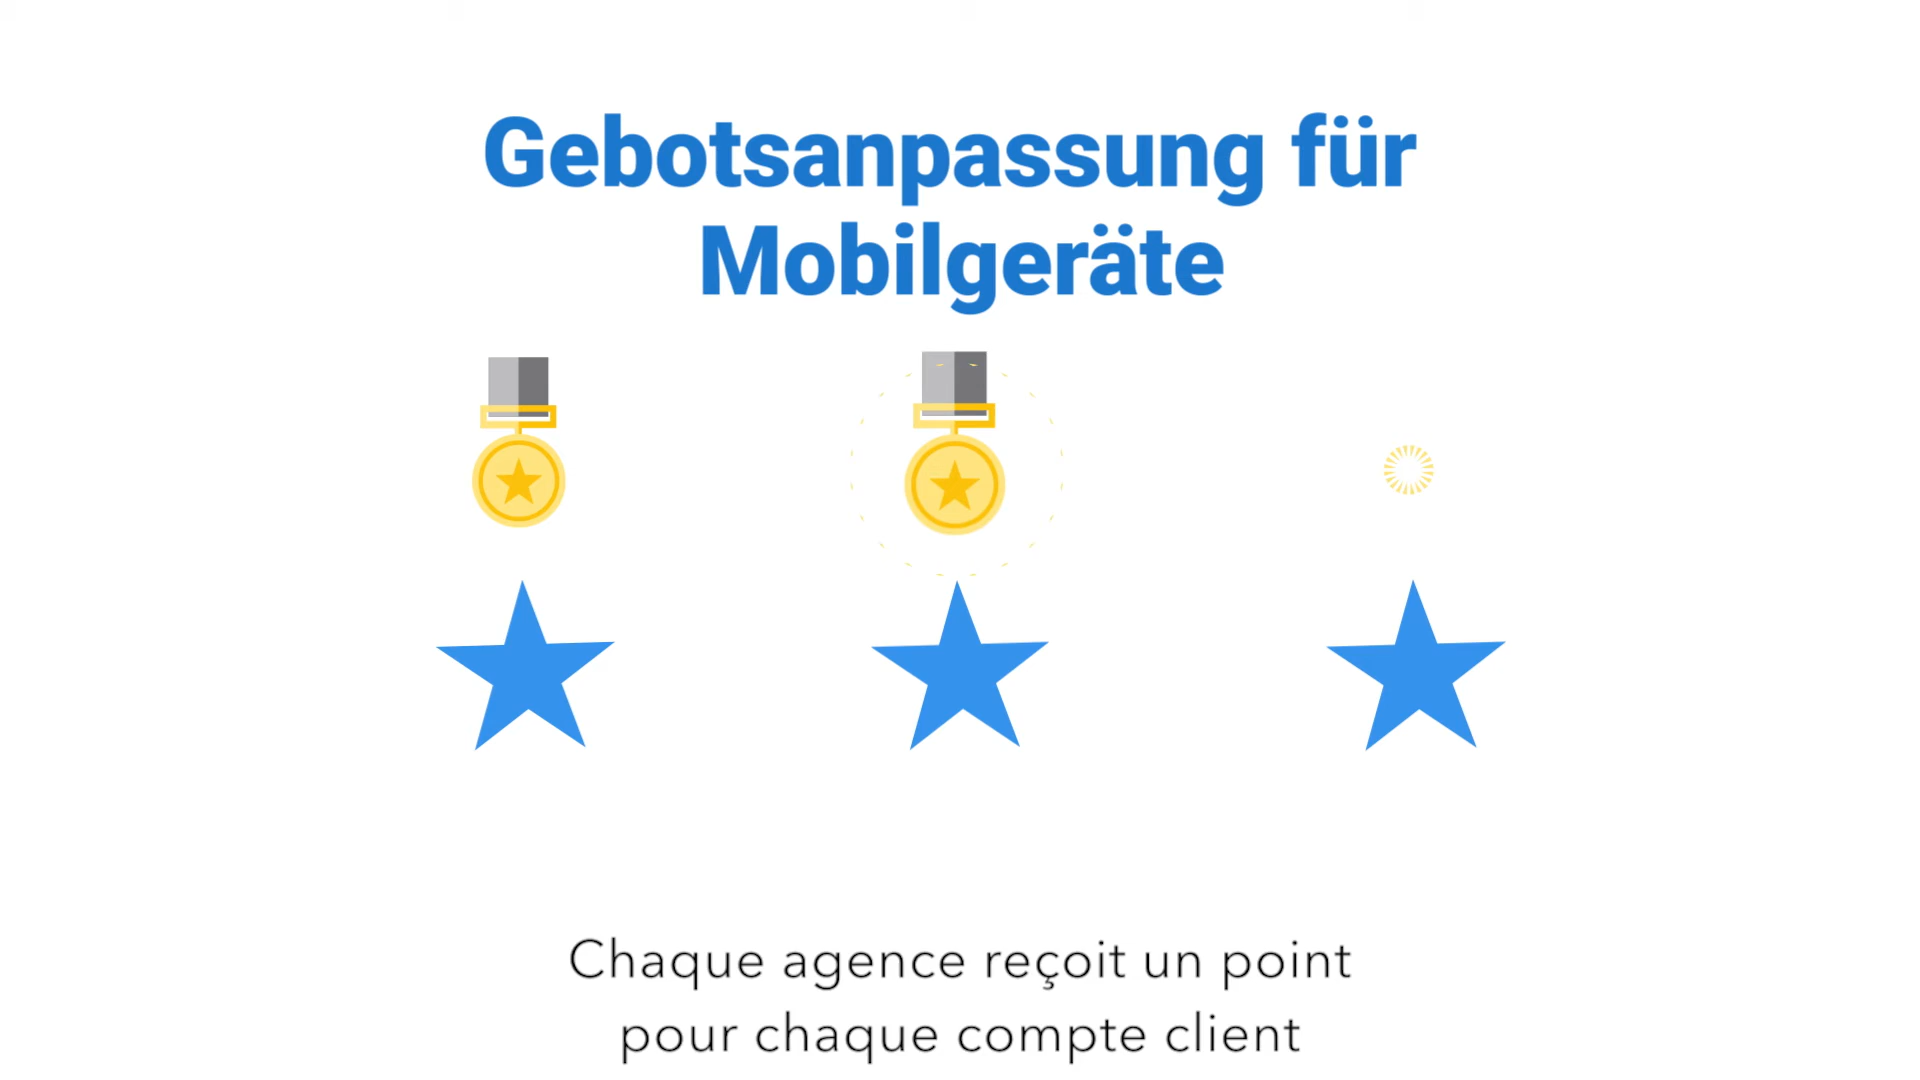 Gebotsanpassung für
Mobilgeräte
Chaque agence reçoit un point
pour chaque compte client